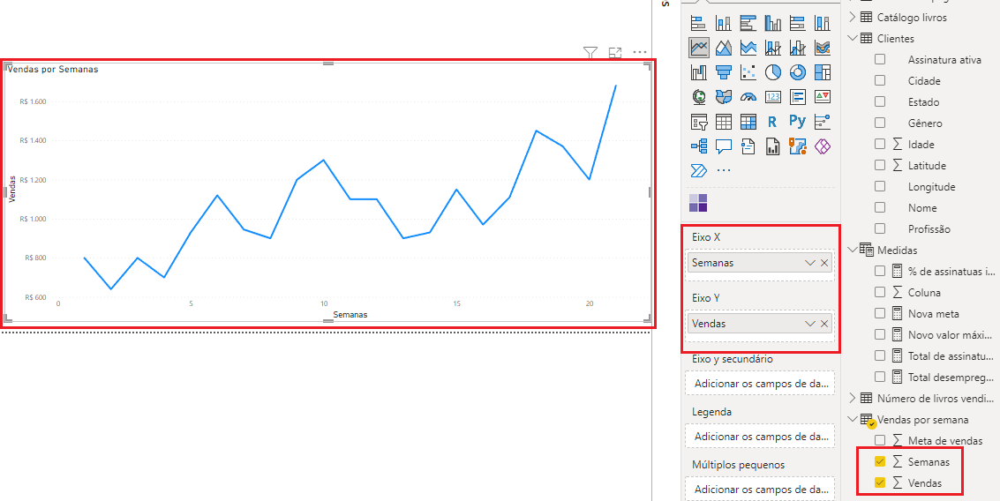 Vendas por Semanas
Vendas
R$ 1.600
R$ 1.400
R$ 1.200
R$ 1.000
R$ 800
R$ 600
0
5
10
15
20
Semanas
123
R
Py
Eixo X
Semanas
Eixo Y
Vendas
Eixo y secundário
Adicionar os campos de da...
Legenda
Adicionar os campos de da...
Múltiplos pequenos
Adicionar os campos de da...
Catálogo livros
Clientes
Assinatura ativa
Cidade
Estado
Gênero
Idade
Latitude
Longitude
Nome
Profissão
Medidas
% de assinatuas i...
Coluna
Nova meta
Novo valor máxi...
Total de assinatu...
Total desempreg...
Número de livros vendi...
Vendas por semana
Meta de vendas
Semanas
Vendas